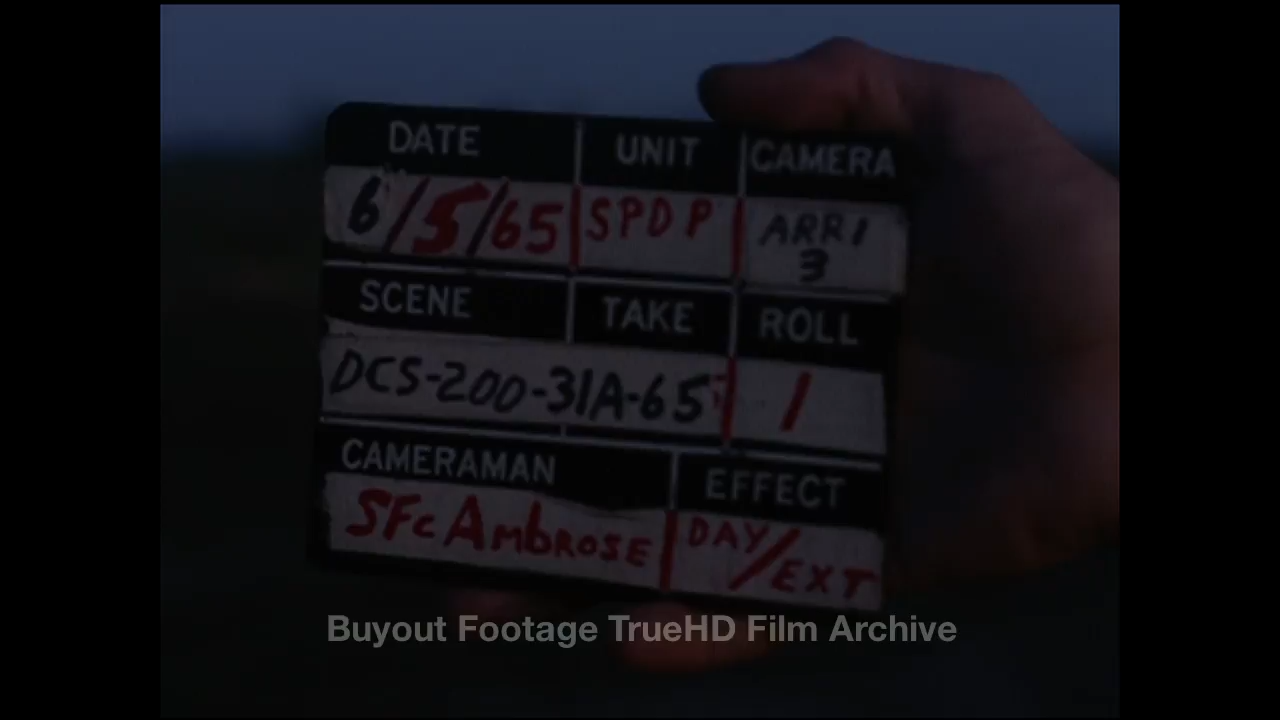 DATE UNIT CAMERA
6/5/65 SPDP ARRI
3
SCENE TAKE ROLL
DCS-200-31A-65 1
CAMERAMAN EFFECT
SFc Ambrose DAY/
EXT
Buyout Footage TrueHD Film Archive